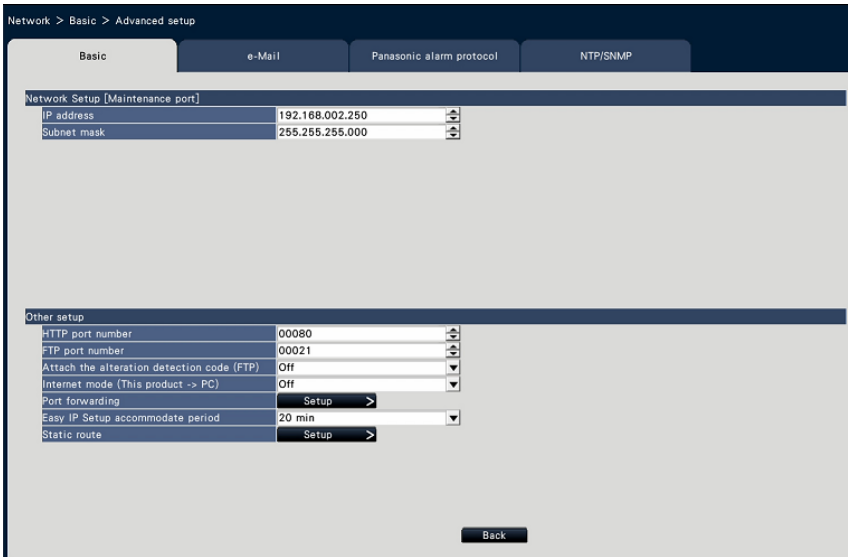 Network > Basic > Advanced setup
Basic e-Mail Panasonic alarm protocol NTP/SNMP
Network Setup [Maintenance port]
IP address 192.168.002.250
Subnet mask 255.255.255.000
Other setup
HTTP port number 00080
FTP port number 00021
Attach the alteration detection code (FTP) Off
Internet mode (This product -> PC) Off
Port forwarding Setup >
Easy IP Setup accommodate period 20 min
Static route Setup >
Back